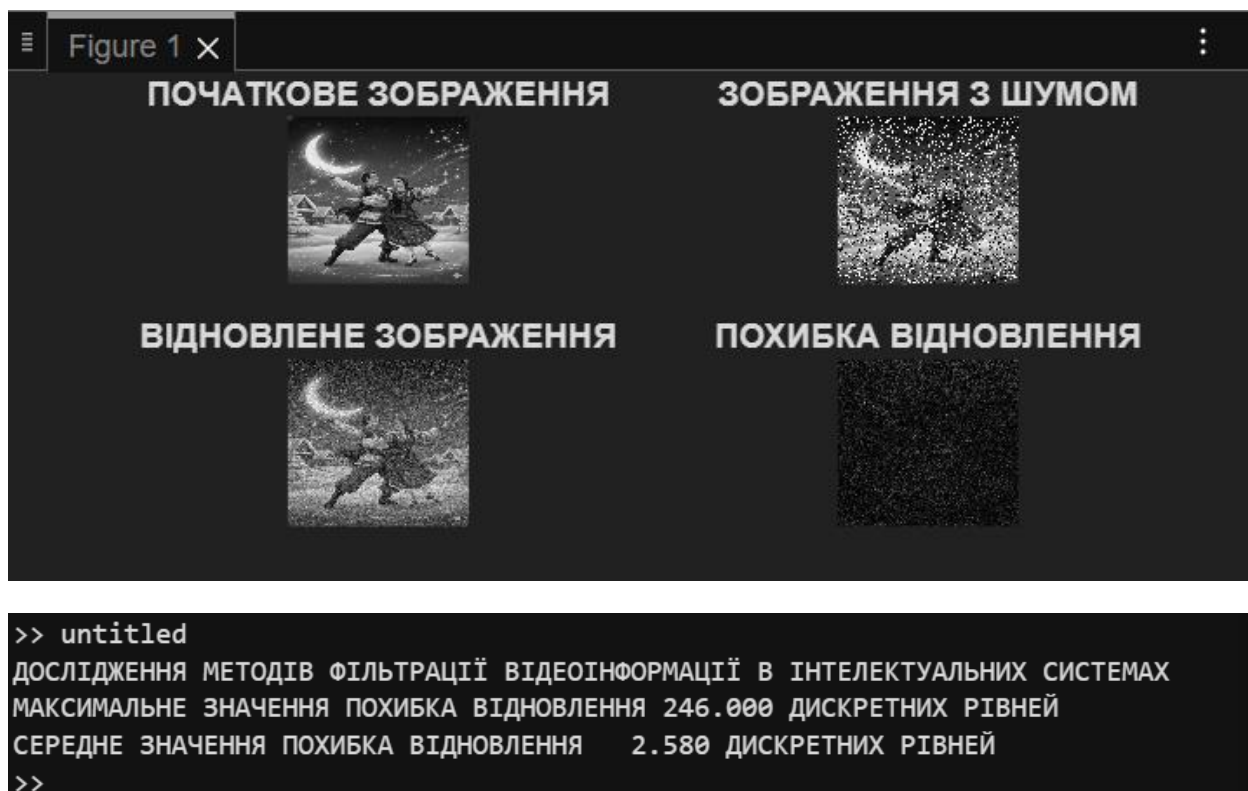 Figure 1 ×
ПОЧАТКОВЕ ЗОБРАЖЕННЯ
ЗОБРАЖЕННЯ З ШУМОМ
ВІДНОВЛЕНЕ ЗОБРАЖЕННЯ
ПОХИБКА ВІДНОВЛЕННЯ
>> untitled
ДОСЛІДЖЕННЯ МЕТОДІВ ФІЛЬТРАЦІЇ ВІДЕОІНФОРМАЦІЇ В ІНТЕЛЕКТУАЛЬНИХ СИСТЕМАХ
МАКСИМАЛЬНЕ ЗНАЧЕННЯ ПОХИБКА ВІДНОВЛЕННЯ 246.000 ДИСКРЕТНИХ РІВНЕЙ
СЕРЕДНЕ ЗНАЧЕННЯ ПОХИБКА ВІДНОВЛЕННЯ   2.580 ДИСКРЕТНИХ РІВНЕЙ
>>